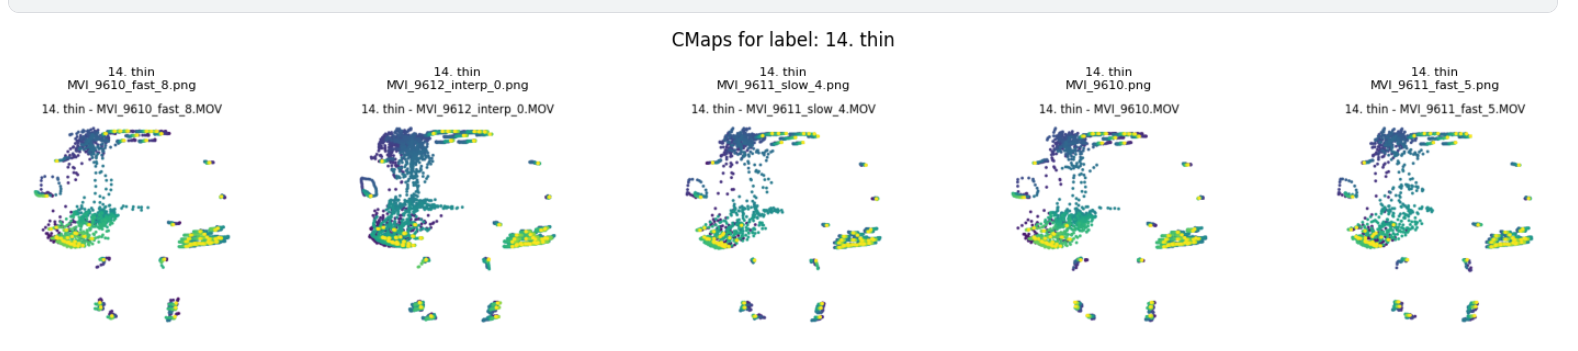 CMaps for label: 14. thin
14. thin
MVI_9610_fast_8.png
14. thin - MVI_9610_fast_8.MOV
14. thin
MVI_9612_interp_0.png
14. thin - MVI_9612_interp_0.MOV
14. thin
MVI_9611_slow_4.png
14. thin - MVI_9611_slow_4.MOV
14. thin
MVI_9610.png
14. thin - MVI_9610.MOV
14. thin
MVI_9611_fast_5.png
14. thin - MVI_9611_fast_5.MOV